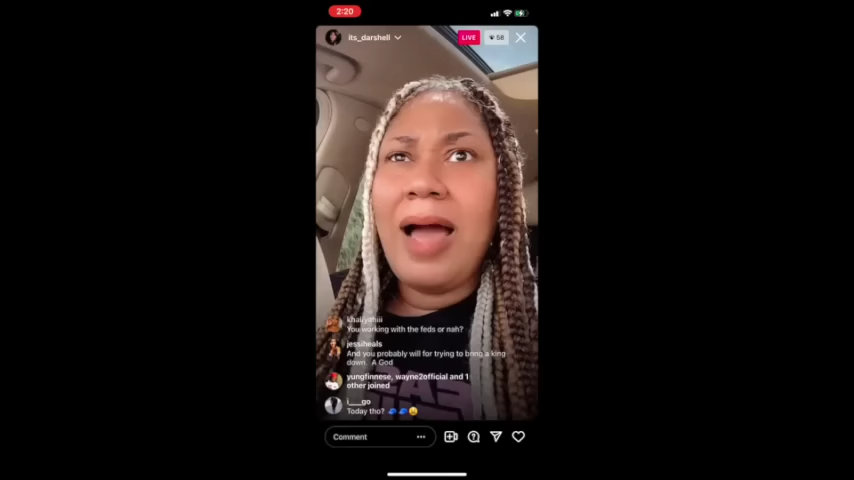 2:20
its_darshell
LIVE
58
You working with the feds or nah?
jessiheals
And you probably will for trying to bring a king
down. A God
yungfinnese, wayne2official and 1
other joined
i___go
Today tho?
Comment